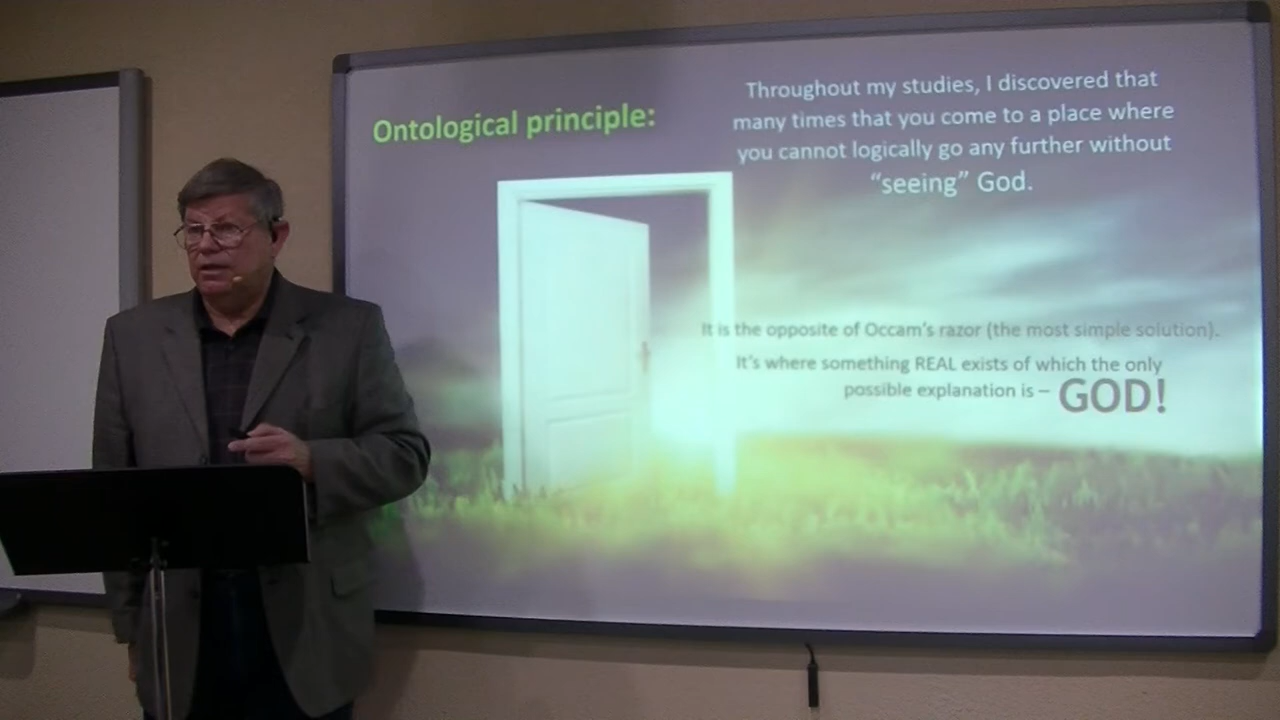 Ontological principle:
Throughout my studies, I discovered that
many times that you come to a place where
you cannot logically go any further without
“seeing” God.
It is the opposite of Occam’s razor (the most simple solution).
It’s where something REAL exists of which the only
possible explanation is – GOD!